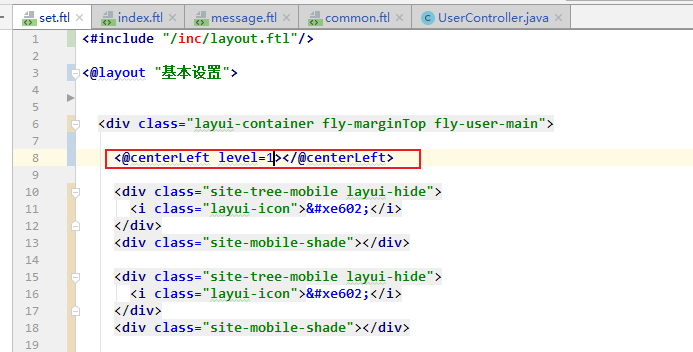 set.ftl index.ftl message.ftl common.ftl UserController.java
1 <#include "/inc/layout.ftl"/>
2
3 <@layout "基本设置">
4
5
6 <div class="layui-container fly-marginTop fly-user-main">
7
8 <@centerLeft level=1></@centerLeft>
9
10 <div class="site-tree-mobile layui-hide">
11 <i class="layui-icon">&#xe602;</i>
12 </div>
13 <div class="site-mobile-shade"></div>
14
15 <div class="site-tree-mobile layui-hide">
16 <i class="layui-icon">&#xe602;</i>
17 </div>
18 <div class="site-mobile-shade"></div>